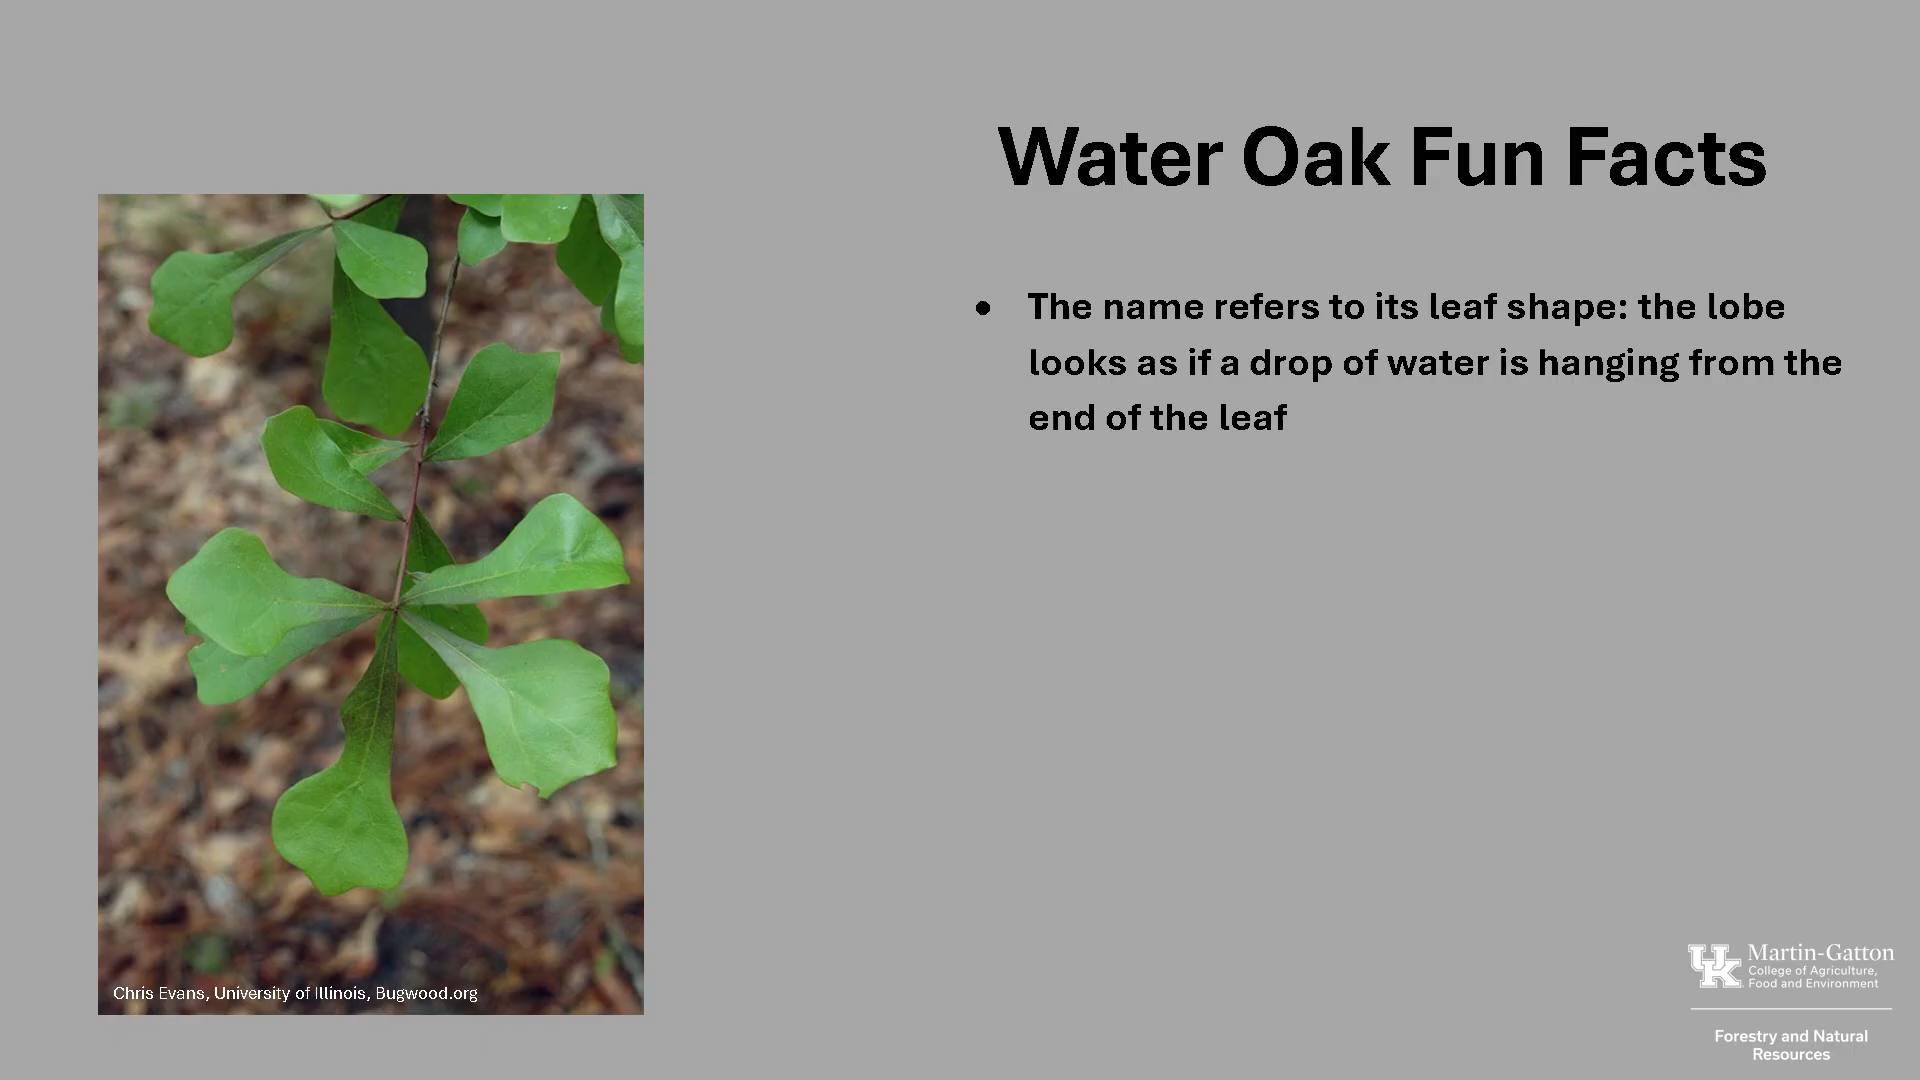 Water Oak Fun Facts
• The name refers to its leaf shape: the lobe
looks as if a drop of water is hanging from the
end of the leaf
Chris Evans, University of Illinois, Bugwood.org
UK
Martin-Gatton
College of Agriculture,
Food and Environment
Forestry and Natural
Resources